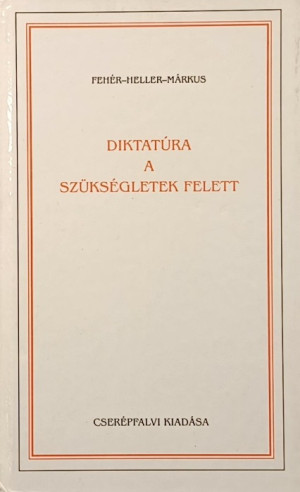 FEHÉR–HELLER–MÁRKUS
DIKTATÚRA
A
SZÜKSÉGLETEK FELETT
CSERÉPFALVI KIADÁSA